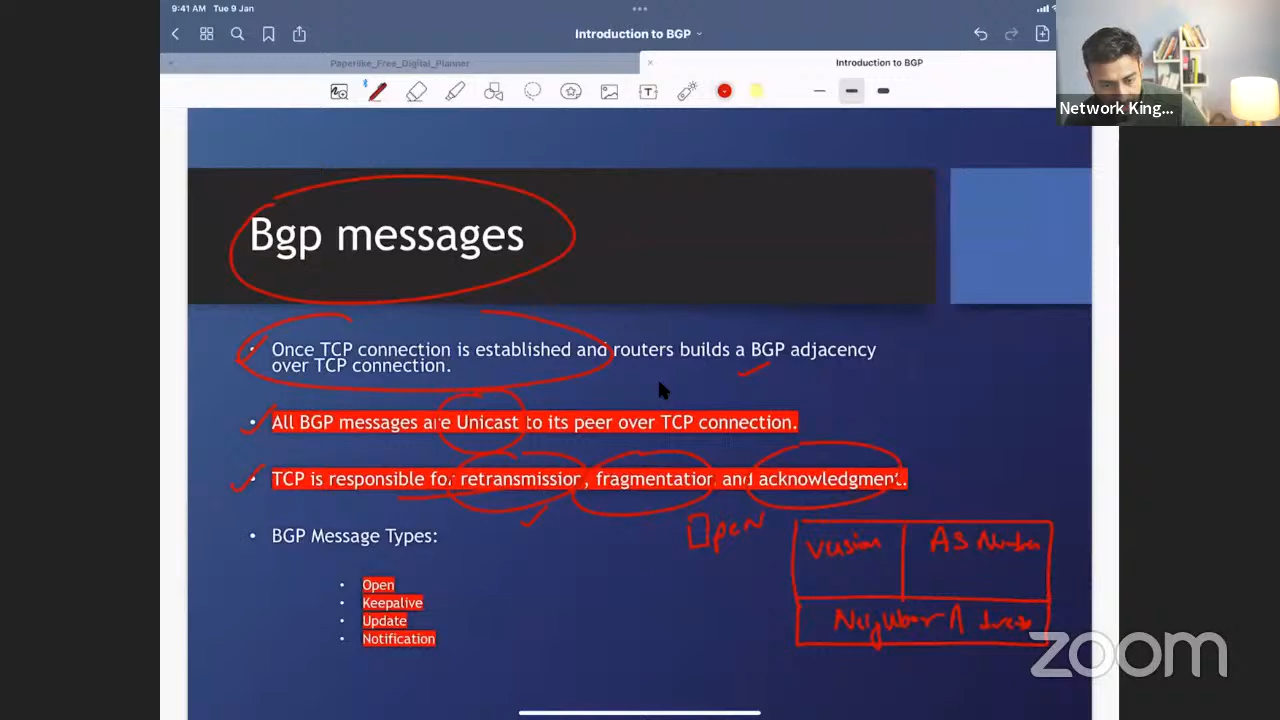 9:41 AM Tue 9 Jan
Introduction to BGP
Paperlike_Free_Digital_Planner
Introduction to BGP
Network King...
Bgp messages
• Once TCP connection is established and routers builds a BGP adjacency
over TCP connection.
• All BGP messages are Unicast to its peer over TCP connection.
• TCP is responsible for retransmission, fragmentation and acknowledgment.
Open
Version
AS Number
• BGP Message Types:
Neighbor A
• Open
• Keepalive
• Update
• Notification
zoom